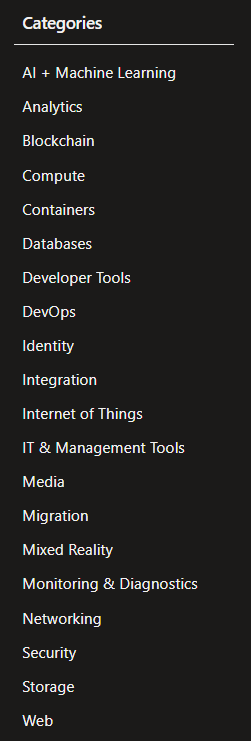 Categories
AI + Machine Learning
Analytics
Blockchain
Compute
Containers
Databases
Developer Tools
DevOps
Identity
Integration
Internet of Things
IT & Management Tools
Media
Migration
Mixed Reality
Monitoring & Diagnostics
Networking
Security
Storage
Web